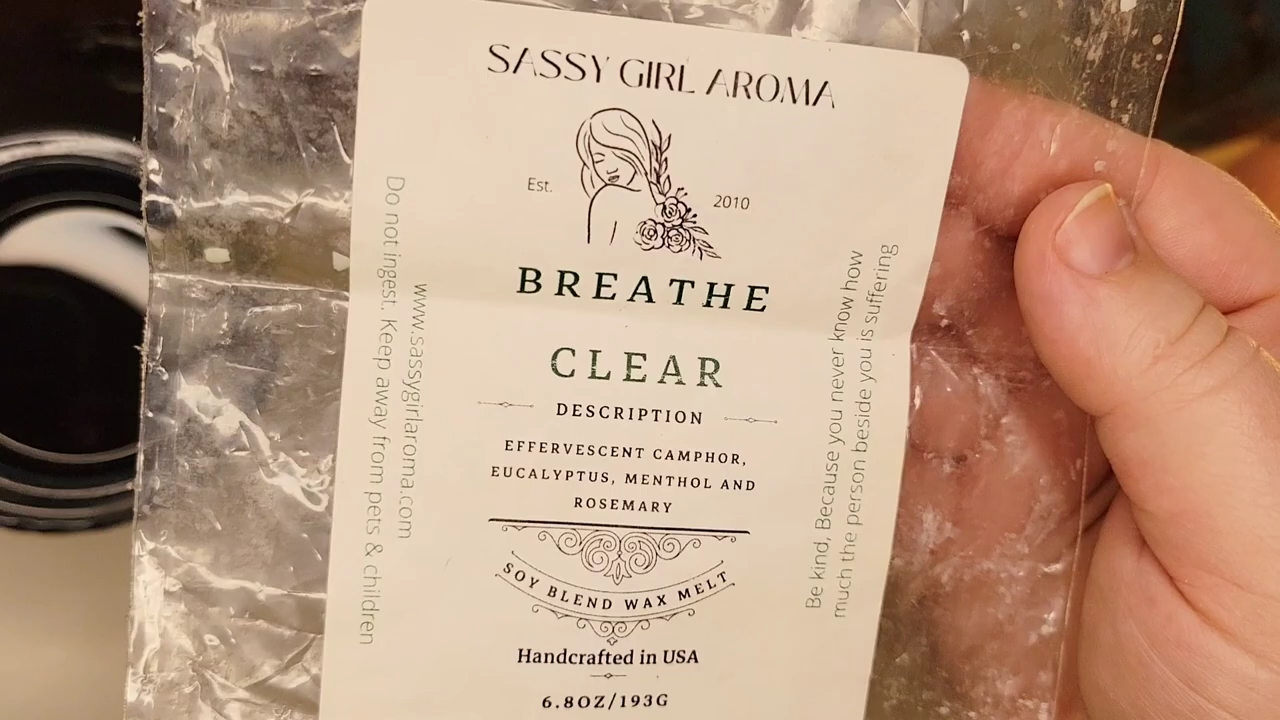 SASSY GIRL AROMA
Est.
2010
BREATHE
CLEAR
DESCRIPTION
EFFERVESCENT CAMPHOR,
EUCALYPTUS, MENTHOL AND
ROSEMARY
SOY BLEND WAX MELT
Handcrafted in USA
6.8OZ/193G
www.sassygirlaroma.com
Do not ingest. Keep away from pets & children
Be kind, Because you never know how
much the person beside you is suffering